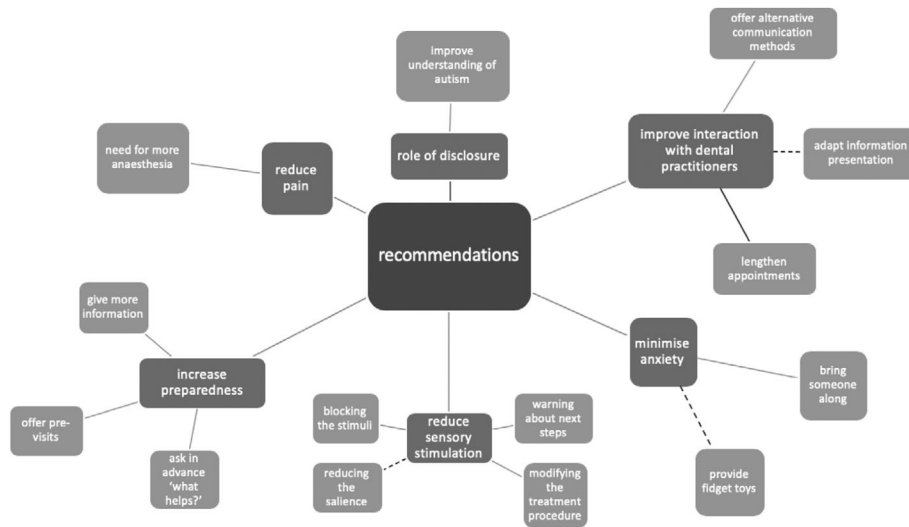 offer alternative
communication
methods
improve
understanding of
autism
improve interaction
with dental
practitioners
adapt information
presentation
need for more
anaesthesia
reduce
pain
role of disclosure
recommendations
lengthen
appointments
give more
information
increase
preparedness
offer pre-
visits
ask in
advance
‘what
helps?’
minimise
anxiety
bring
someone
along
provide
fidget toys
blocking
the stimuli
reduce
sensory
stimulation
warning
about next
steps
reducing
the
salience
modifying
the
treatment
procedure